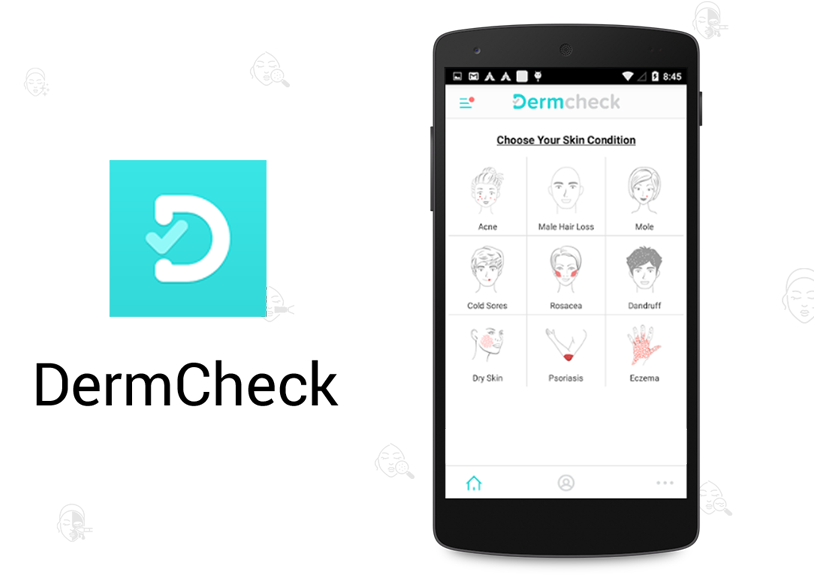 DermCheck
8:45
Dermcheck
Choose Your Skin Condition
Acne
Male Hair Loss
Mole
Cold Sores
Rosacea
Dandruff
Dry Skin
Psoriasis
Eczema